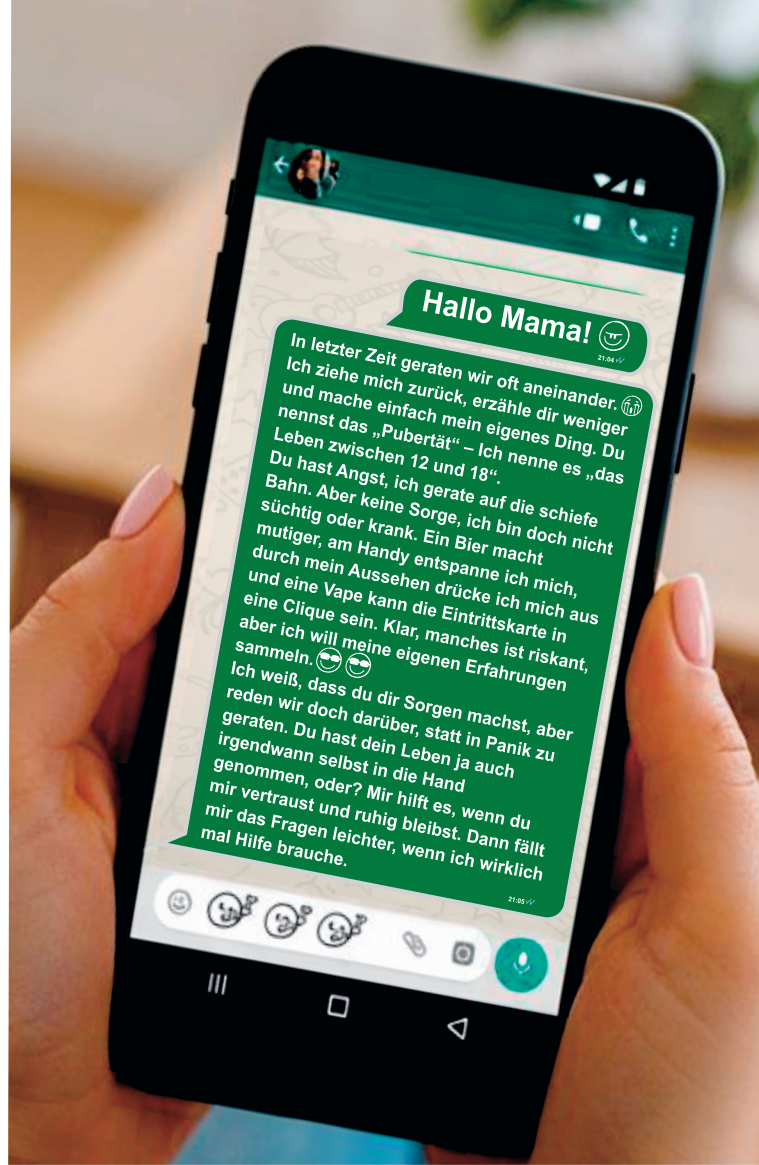 Hallo Mama!
21:04
In letzter Zeit geraten wir oft aneinander.
Ich ziehe mich zurück, erzähle dir weniger
und mache einfach mein eigenes Ding. Du
nennst das „Pubertät“ – Ich nenne es „das
Leben zwischen 12 und 18“.
Du hast Angst, ich gerate auf die schiefe
Bahn. Aber keine Sorge, ich bin doch nicht
süchtig oder krank. Ein Bier macht
mutiger, am Handy entspanne ich mich,
durch mein Aussehen drücke ich mich aus
und eine Vape kann die Eintrittskarte in
eine Clique sein. Klar, manches ist riskant,
aber ich will meine eigenen Erfahrungen
sammeln.
Ich weiß, dass du dir Sorgen machst, aber
reden wir doch darüber, statt in Panik zu
geraten. Du hast dein Leben ja auch
irgendwann selbst in die Hand
genommen, oder? Mir hilft es, wenn du
mir vertraust und ruhig bleibst. Dann fällt
mir das Fragen leichter, wenn ich wirklich
mal Hilfe brauche.
21:05